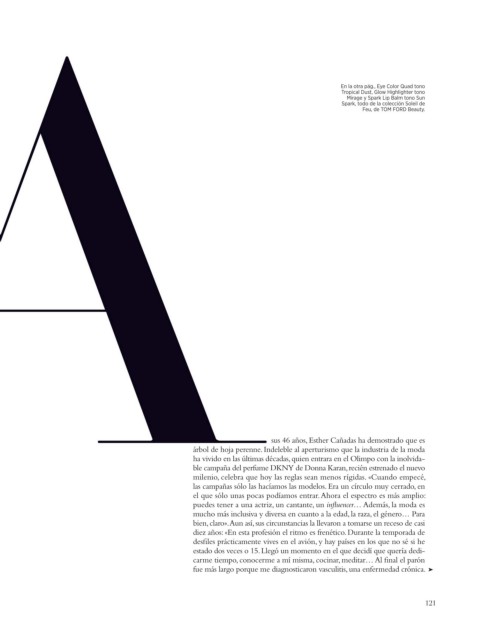 En la otra pág., Eye Color Quad tono
Tropical Dust, Glow Highlighter tono
Mirage y Spark Lip Balm tono Sun
Spark, todo de la colección Soleil de
Feu, de TOM FORD Beauty.
A sus 46 años, Esther Cañadas ha demostrado que es
árbol de hoja perenne. Indeleble al aperturismo que la industria de la moda
ha vivido en las últimas décadas, quien entrara en el Olimpo con la inolvida-
ble campaña del perfume DKNY de Donna Karan, recién estrenado el nuevo
milenio, celebra que hoy las reglas sean menos rígidas. «Cuando empecé,
las campañas sólo las hacíamos los modelos. Era un círculo muy cerrado, en
el que sólo unas pocas podíamos entrar. Ahora el espectro es más amplio:
puedes tener a una actriz, un cantante, un influencer… Además, la moda es
mucho más inclusiva y diversa en cuanto a la edad, la raza, el género… Para
bien, claro». Aun así, sus circunstancias la llevaron a tomarse un receso de casi
diez años: «En esta profesión el ritmo es frenético. Durante la temporada de
desfiles prácticamente vives en el avión, y hay países en los que no sé si he
estado dos veces o 15. Llegó un momento en el que decidí que quería dedi-
carme tiempo, conocerme a mí misma, cocinar, meditar… Al final el parón
fue más largo porque me diagnosticaron vasculitis, una enfermedad crónica. ➤
121